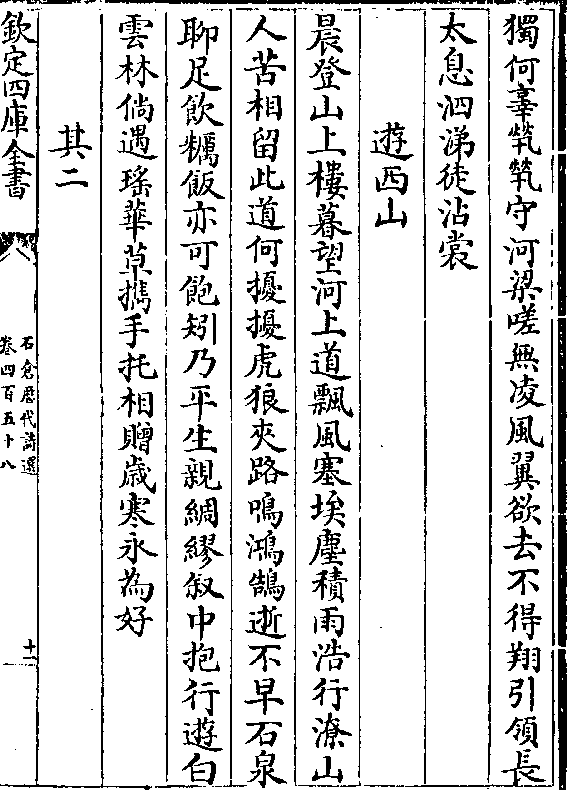 獨何辜煢煢守河梁嗟無凌風翼欲去不得翔引領長
太息泗涕徒沾裳
遊西山
晨登山上樓暮望河上道飄風塞埃塵積雨浩行潦山
人苦相留此道何擾擾虎狼夾路鳴鴻鵠逝不早石泉
聊足飲糲飯亦可飽矧乃平生親綢繆叙中抱行遊白
雲林倘遇瑤華草攜手托相贈歲寒永為好
其二
欽定四庫全書
石倉歷代詩選
卷四百五十八
十一